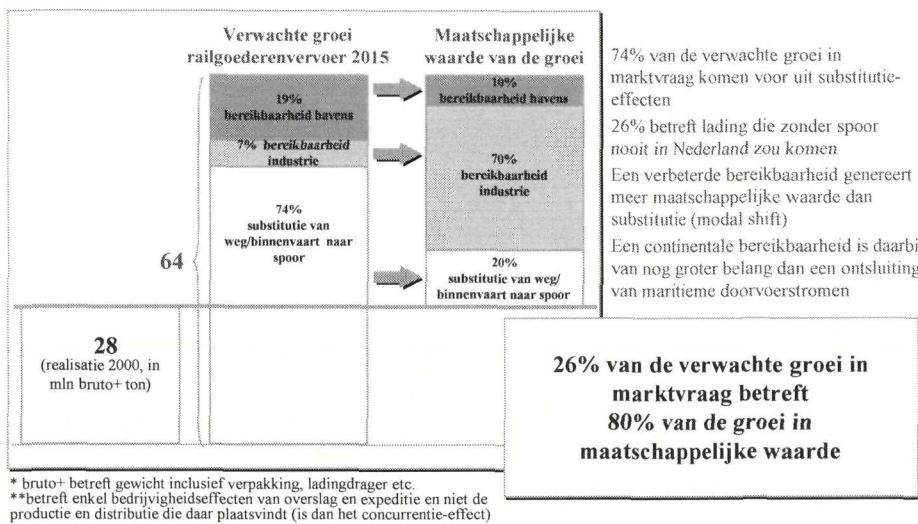 Verwachte groei
railgoederenvervoer 2015
Maatschappelijke
waarde van de groei
19%
bereikbaarheid havens
7% bereikbaarheid
industrie
74%
substitutie van
weg/binnenvaart naar
spoor
64
10%
bereikbaarheid havens
70%
bereikbaarheid
industrie
20%
substitutie van weg/
binnenvaart naar spoor
28
(realisatie 2000, in
mln bruto+ ton)
74% van de verwachte groei in
marktvraag komen voor uit substitutie-
effecten
26% betreft lading die zonder spoor
nooit in Nederland zou komen
Een verbeterde bereikbaarheid genereert
meer maatschappelijke waarde dan
substitutie (modal shift)
Een continentale bereikbaarheid is daarbi
van nog groter belang dan een ontsluiting
van maritieme doorvoerstromen
26% van de verwachte groei in
marktvraag betreft
80% van de groei in
maatschappelijke waarde
* bruto+ betreft gewicht inclusief verpakking, ladingdrager etc.
**betreft enkel bedrijvigheidseffecten van overslag en expeditie en niet de
productie en distributie die daar plaatsvindt (is dan het concurrentie-effect)